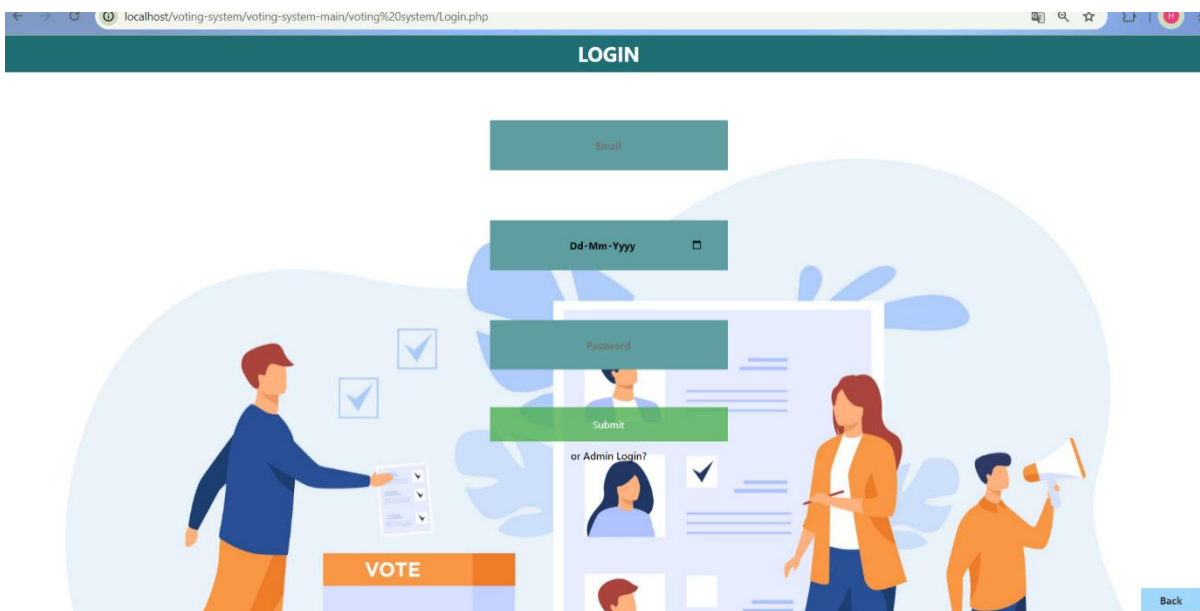 localhost/voting-system/voting-system-main/voting%20system/Login.php
H
LOGIN
Email
Dd-Mm-Yyyy
Password
Submit
or Admin Login?
VOTE
Back